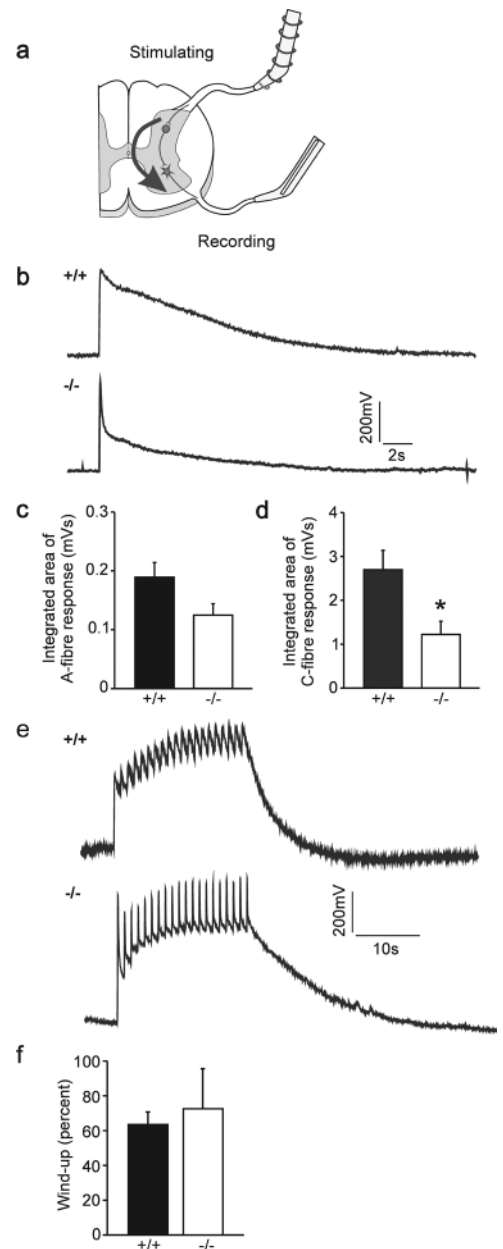 a
Stimulating
Recording
b
+/+
-/-
200mV
2s
c
Integrated area of
A-fibre response (mVs)
0.3
0.2
0.1
+/+
-/-
d
Integrated area of
C-fibre response (mVs)
4
3
2
1
0
*
+/+
-/-
e
+/+
-/-
200mV
10s
f
Wind-up (percent)
100
80
60
40
20
0
+/+
-/-